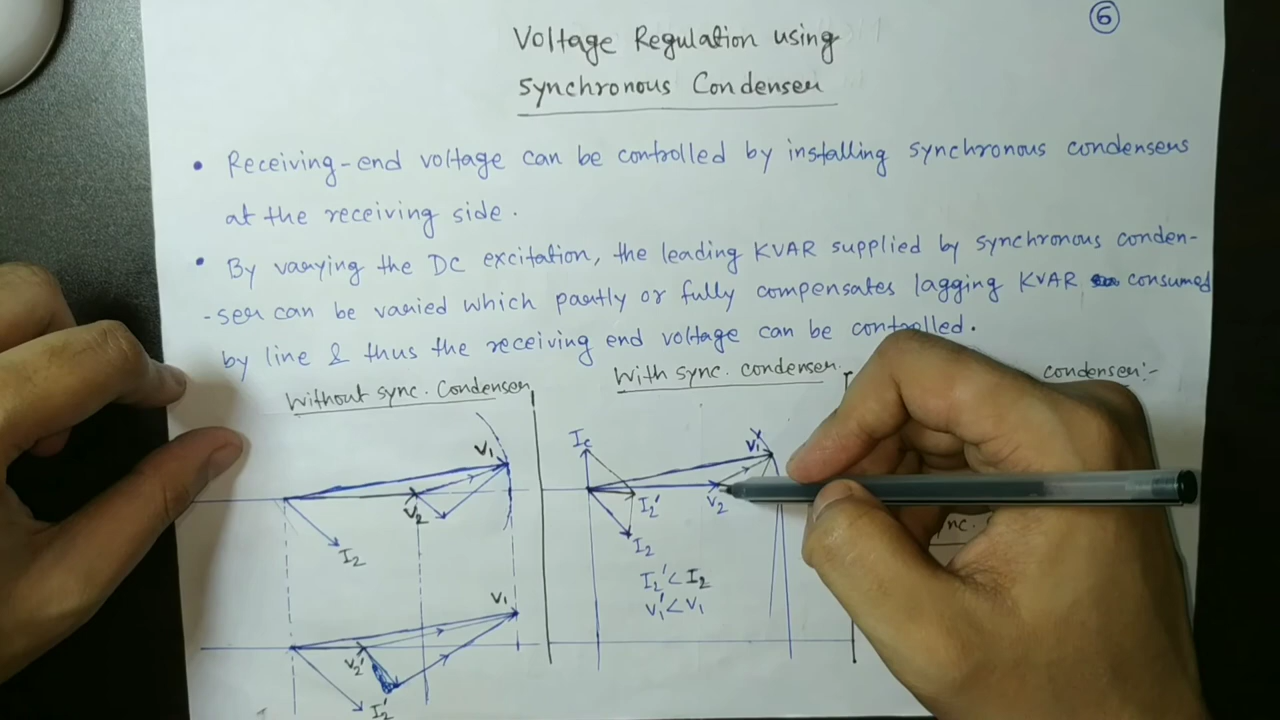 6
Voltage Regulation using
Synchronous Condenser
• Receiving-end voltage can be controlled by installing synchronous condensers
at the receiving side.
• By varying the DC excitation, the leading KVAR supplied by synchronous conden-
-ser can be varied which partly or fully compensates lagging KVAR consumed
by line & thus the receiving end voltage can be controlled.
Without sync. Condenser
With sync. condenser.
condenser:-
V1
V2
I2
V1
V2'
I2'
Ic
V1'
V2
I2'
I2
I2' < I2
V1' < V1
nc.